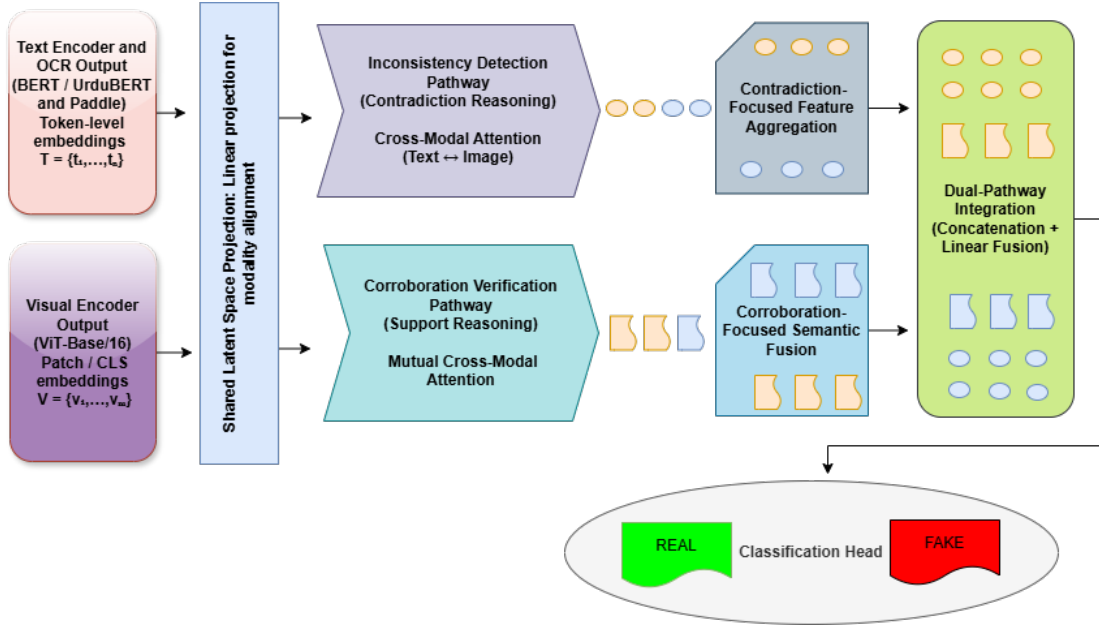 Text Encoder and
OCR Output
(BERT / UrduBERT
and Paddle)
Token-level
embeddings
T = {t₁,…,tₙ}
Visual Encoder
Output
(ViT-Base/16)
Patch / CLS
embeddings
V = {v₁,…,vₘ}
Shared Latent Space Projection: Linear projection for
modality alignment
Inconsistency Detection
Pathway
(Contradiction Reasoning)
Cross-Modal Attention
(Text ↔ Image)
Corroboration Verification
Pathway
(Support Reasoning)
Mutual Cross-Modal
Attention
Contradiction-
Focused Feature
Aggregation
Corroboration-
Focused Semantic
Fusion
Dual-Pathway
Integration
(Concatenation +
Linear Fusion)
REAL
Classification Head
FAKE